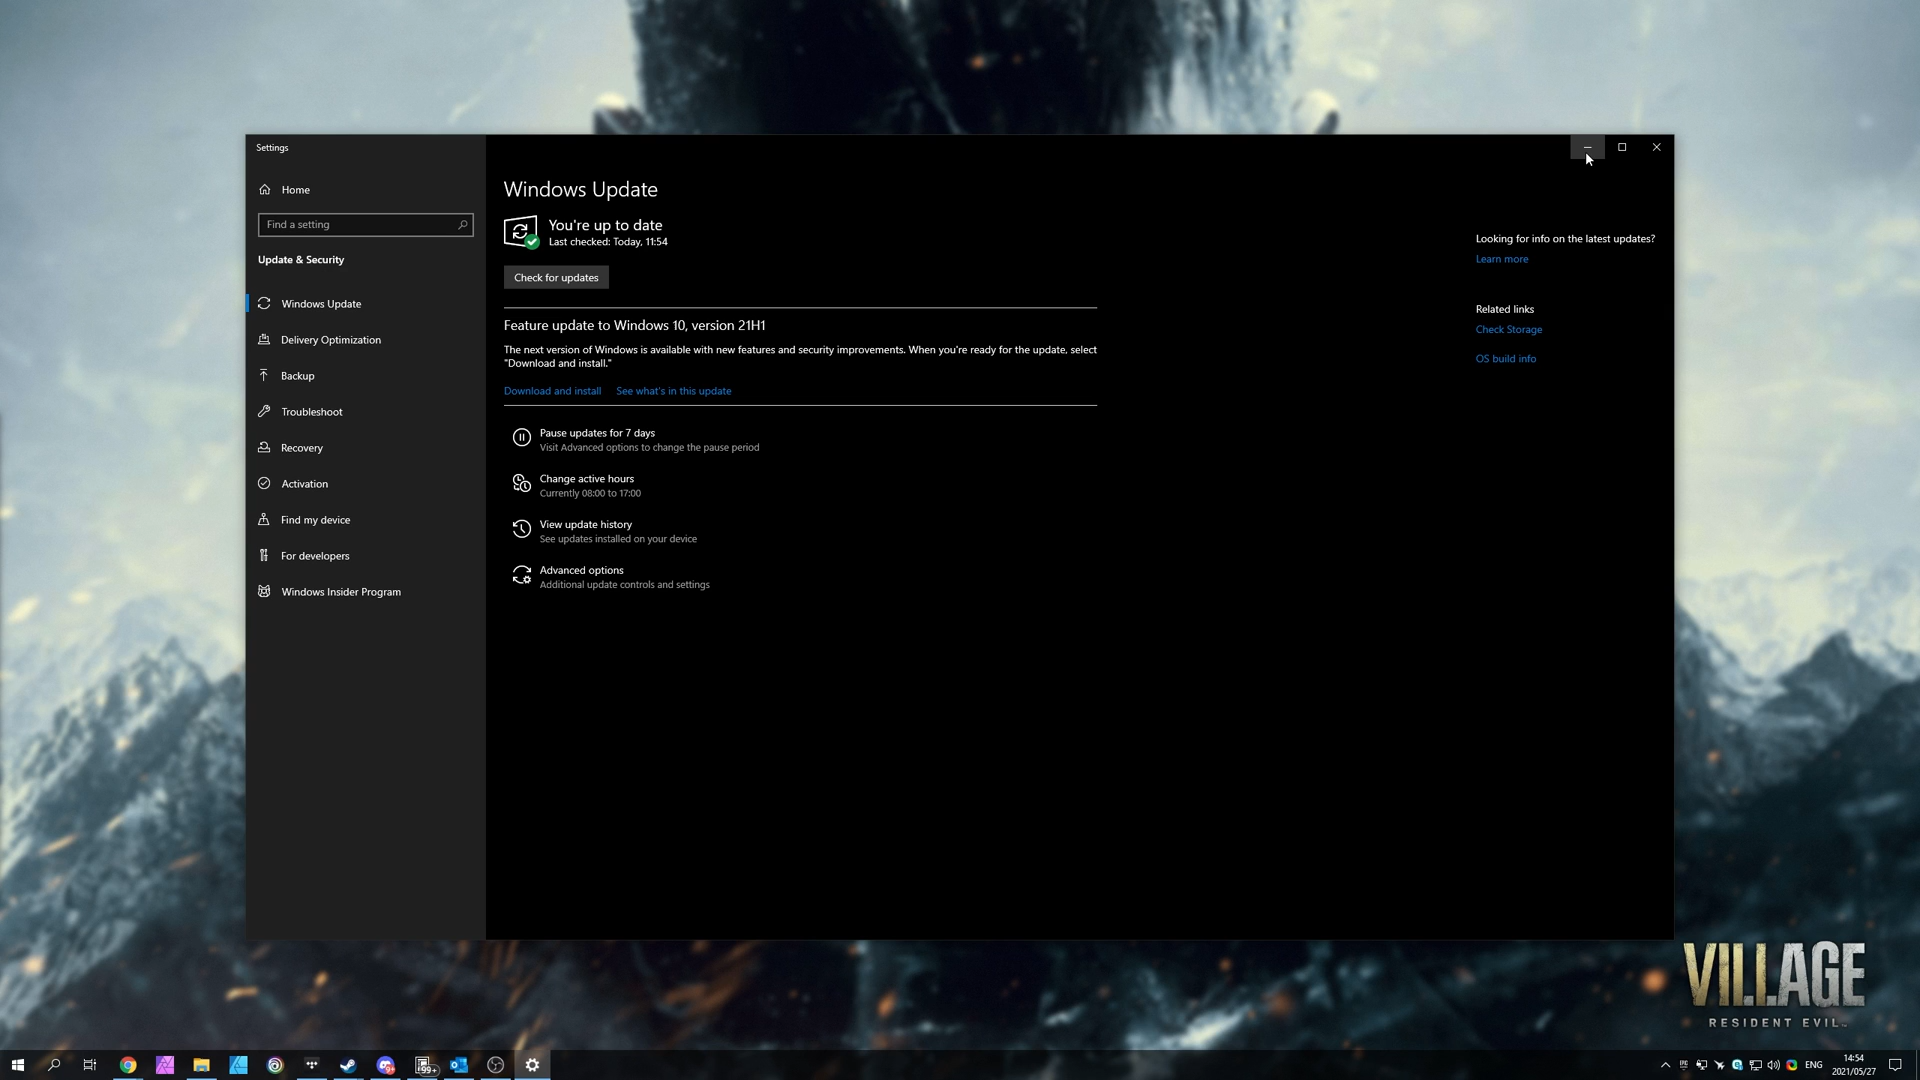 Settings
Home
Find a setting
Update & Security
Windows Update
Delivery Optimization
Backup
Troubleshoot
Recovery
Activation
Find my device
For developers
Windows Insider Program
Windows Update
You're up to date
Last checked: Today, 11:54
Check for updates
Feature update to Windows 10, version 21H1
The next version of Windows is available with new features and security improvements. When you're ready for the update, select
"Download and install."
Download and install See what's in this update
Pause updates for 7 days
Visit Advanced options to change the pause period
Change active hours
Currently 08:00 to 17:00
View update history
See updates installed on your device
Advanced options
Additional update controls and settings
Looking for info on the latest updates?
Learn more
Related links
Check Storage
OS build info
VILLAGE
RESIDENT EVIL™
99+
ENG
14:54
2021/05/27